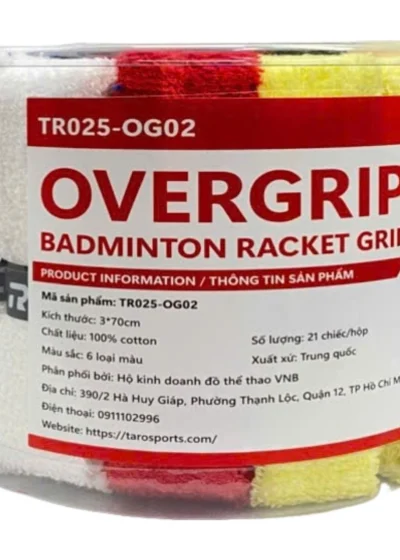 TR025-OG02
OVERGRIP
BADMINTON RACKET GRI
PRODUCT INFORMATION / THÔNG TIN SẢN PHẨM
Mã sản phẩm: TR025-OG02
Kích thước: 3*70cm
Chất liệu: 100% cotton
Số lượng: 21 chiếc/hộp
Màu sắc: 6 loại màu
Xuất xứ: Trung quốc
Phân phối bởi: Hộ kinh doanh đồ thể thao VNB
Địa chỉ: 390/2 Hà Huy Giáp, Phường Thạnh Lộc, Quận 12, TP Hồ Chí M
Điện thoại: 0911102996
Website: https://tarosports.com/